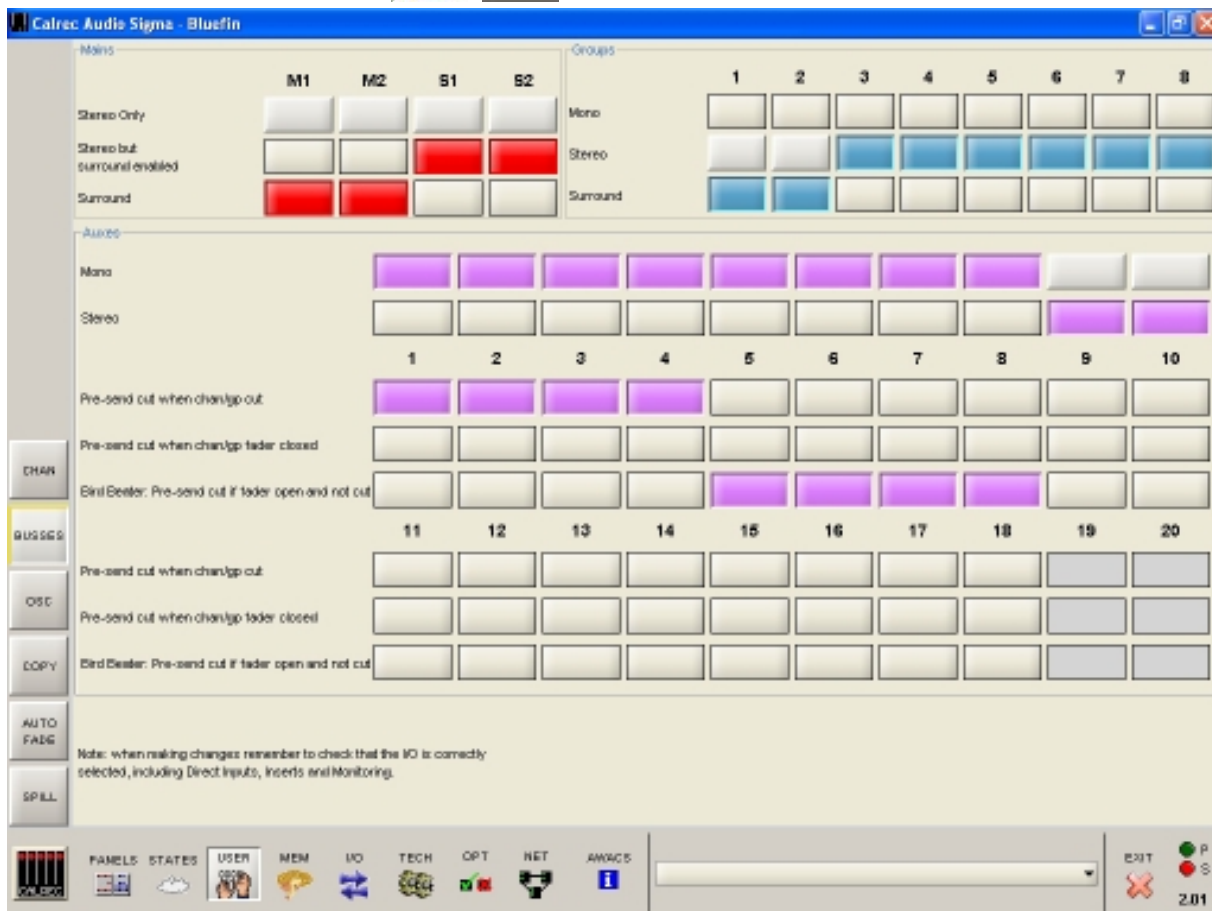 Calrec Audio Sigma - Bluefin
Mains
Groups
M1 M2 S1 S2
1 2 3 4 5 6 7 8
Stereo Only
Mono
Stereo but
surround enabled
Stereo
Surround
Surround
Auxes
Mono
Stereo
1 2 3 4 5 6 7 8 9 10
Pre-send cut when chan/gp cut
Pre-send cut when chan/gp fader closed
Bird Beater: Pre-send cut if fader open and not cut
11 12 13 14 15 16 17 18 19 20
Pre-send cut when chan/gp cut
Pre-send cut when chan/gp fader closed
Bird Beater: Pre-send cut if fader open and not cut
CHAN
BUSSES
OSC
COPY
AUTO
FADE
SPILL
Note: when making changes remember to check that the I/O is correctly
selected, including Direct Inputs, Inserts and Monitoring.
CALREC
PANELS STATES USER MEM I/O TECH OPT NET AWACS
EXIT
P
S
2.01